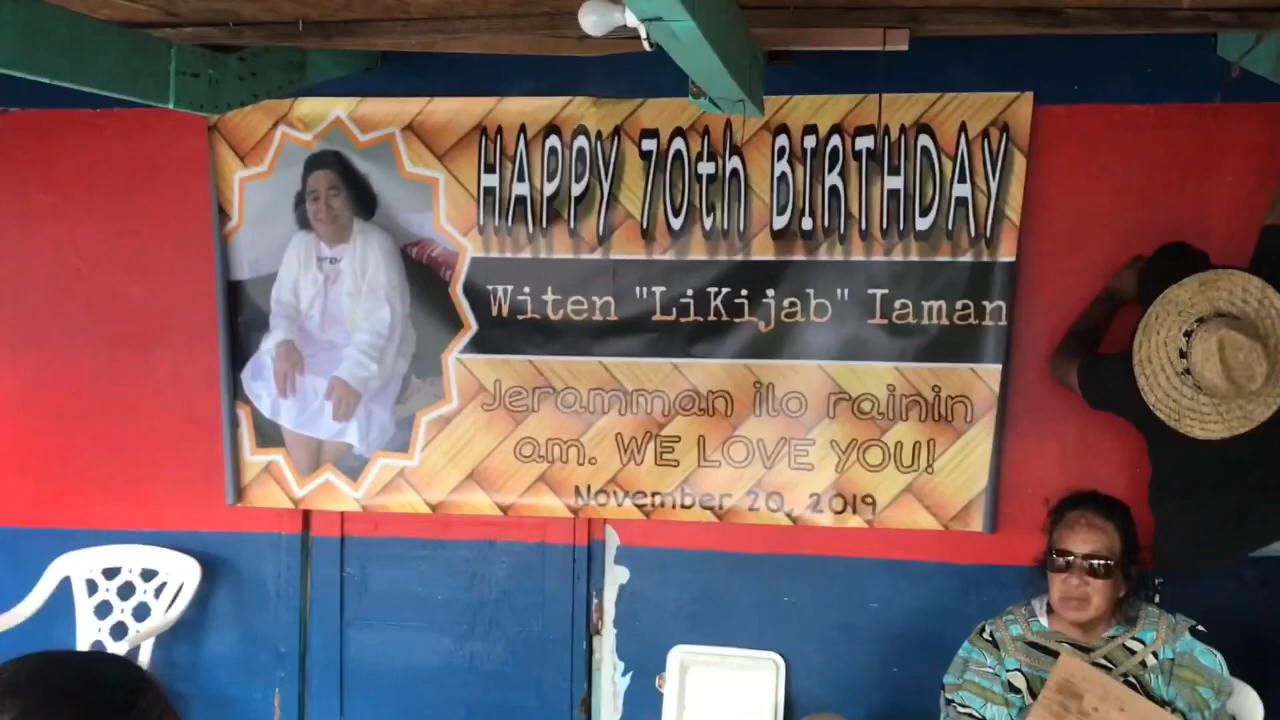 HAPPY 70th BIRTHDAY
Witen "LiKijab" Iaman
Jeramman ilo rainin
am. WE LOVE YOU!
November 20, 2019